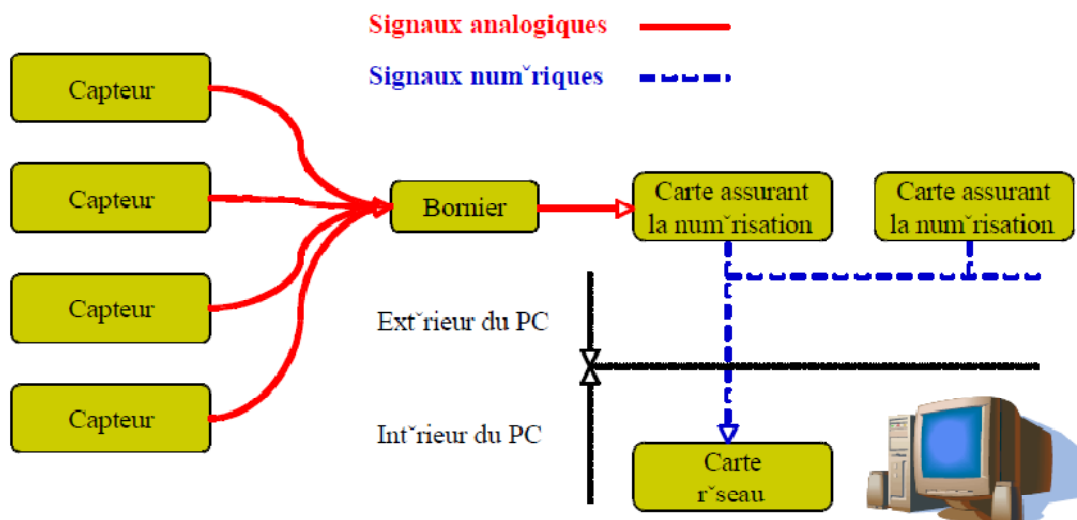 Signaux analogiques
Signaux numˇriques
Capteur
Capteur
Capteur
Capteur
Bornier
Carte assurant
la numˇrisation
Carte assurant
la numˇrisation
Extˇrieur du PC
Intˇrieur du PC
Carte
rˇseau